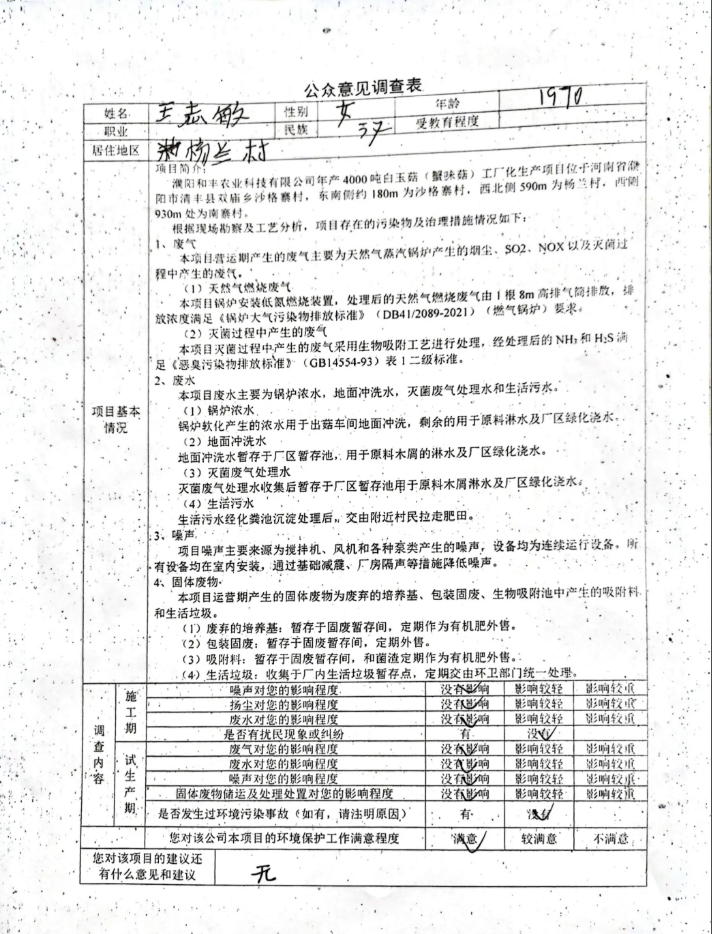 公众意见调查表
姓名 王志敏 性别 女 年龄 1970
职业 民族 汉 受教育程度
居住地区 杨兰村
项目基本情况
项目简介:
濮阳和丰农业科技有限公司年产4000吨白玉菇（蟹味菇）工厂化生产项目位于河南省濮
阳市清丰县双庙乡沙格寨村，东南侧约180m为沙格寨村，西北侧590m为杨兰村，西侧
930m处为南寨村。
根据现场勘察及工艺分析，项目存在的污染物及治理措施情况如下：
1、废气
本项目营运期产生的废气主要为天然气蒸汽锅炉产生的烟尘、SO2、NOX以及灭菌过
程中产生的废气。
（1）天然气燃烧废气
本项目锅炉安装低氮燃烧装置，处理后的天然气燃烧废气由1根8m高排气筒排放，排
放浓度满足《锅炉大气污染物排放标准》（DB41/2089-2021）（燃气锅炉）要求。
（2）灭菌过程中产生的废气
本项目灭菌过程中产生的废气采用生物吸附工艺进行处理，经处理后的NH3和H2S满
足《恶臭污染物排放标准》（GB14554-93）表1二级标准。
2、废水
本项目废水主要为锅炉浓水，地面冲洗水，灭菌废气处理水和生活污水。
（1）锅炉浓水
锅炉软化产生的浓水用于出菇车间地面冲洗，剩余的用于原料淋水及厂区绿化浇水。
（2）地面冲洗水
地面冲洗水暂存于厂区暂存池，用于原料木屑的淋水及厂区绿化浇水。
（3）灭菌废气处理水
灭菌废气处理水收集后暂存于厂区暂存池用于原料木屑淋水及厂区绿化浇水。
（4）生活污水
生活污水经化粪池沉淀处理后，交由附近村民拉走肥田。
3、噪声
项目噪声主要来源为搅拌机、风机和各种泵类产生的噪声，设备均为连续运行设备。所
有设备均在室内安装，通过基础减震、厂房隔声等措施降低噪声。
4、固体废物
本项目运营期产生的固体废物为废弃的培养基、包装固废、生物吸附池中产生的吸附料
和生活垃圾。
（1）废弃的培养基：暂存于固废暂存间，定期作为有机肥外售。
（2）包装固废：暂存于固废暂存间，定期外售。
（3）吸附料：暂存于固废暂存间，和菌渣定期作为有机肥外售。
（4）生活垃圾：收集于厂内生活垃圾暂存点，定期交由环卫部门统一处理。
调查内容
施工期
噪声对您的影响程度 没有影响 影响较轻 影响较重
扬尘对您的影响程度 没有影响 影响较轻 影响较重
废水对您的影响程度 没有影响 影响较轻 影响较重
是否有扰民现象或纠纷 有 没有
试生产期
废气对您的影响程度 没有影响 影响较轻 影响较重
废水对您的影响程度 没有影响 影响较轻 影响较重
噪声对您的影响程度 没有影响 影响较轻 影响较重
固体废物储运及处理处置对您的影响程度 没有影响 影响较轻 影响较重
是否发生过环境污染事故（如有，请注明原因） 有 没有
您对该公司本项目的环境保护工作满意程度 满意 较满意 不满意
您对该项目的建议还
有什么意见和建议 无